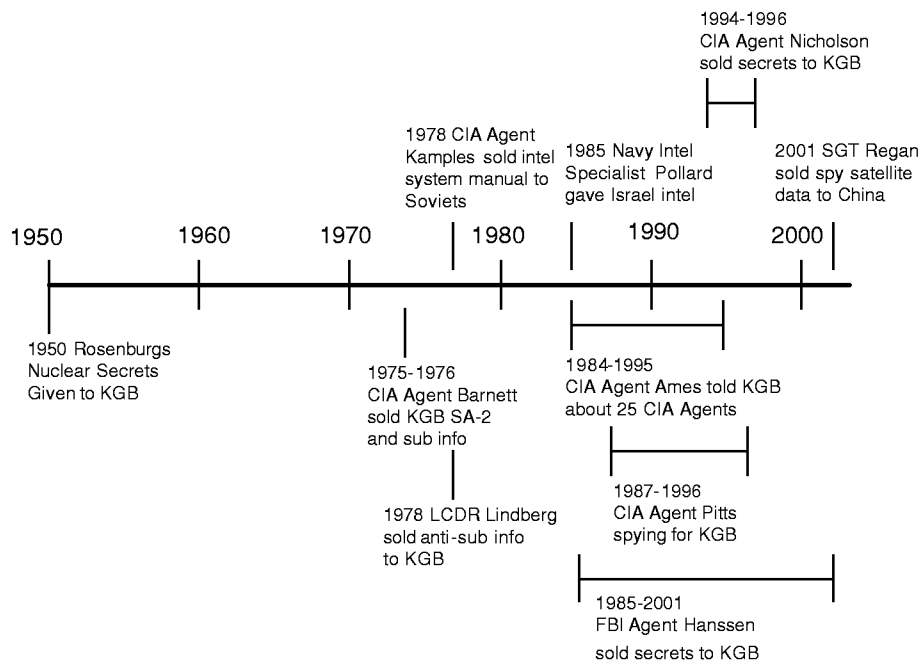 1994-1996
CIA Agent Nicholson
sold secrets to KGB
1978 CIA Agent
Kamples sold intel
system manual to
Soviets
1985 Navy Intel
Specialist Pollard
gave Israel intel
2001 SGT Regan
sold spy satellite
data to China
1950
1960
1970
1980
1990
2000
1950 Rosenburgs
Nuclear Secrets
Given to KGB
1975-1976
CIA Agent Barnett
sold KGB SA-2
and sub info
1984-1995
CIA Agent Ames told KGB
about 25 CIA Agents
1978 LCDR Lindberg
sold anti-sub info
to KGB
1987-1996
CIA Agent Pitts
spying for KGB
1985-2001
FBI Agent Hanssen
sold secrets to KGB